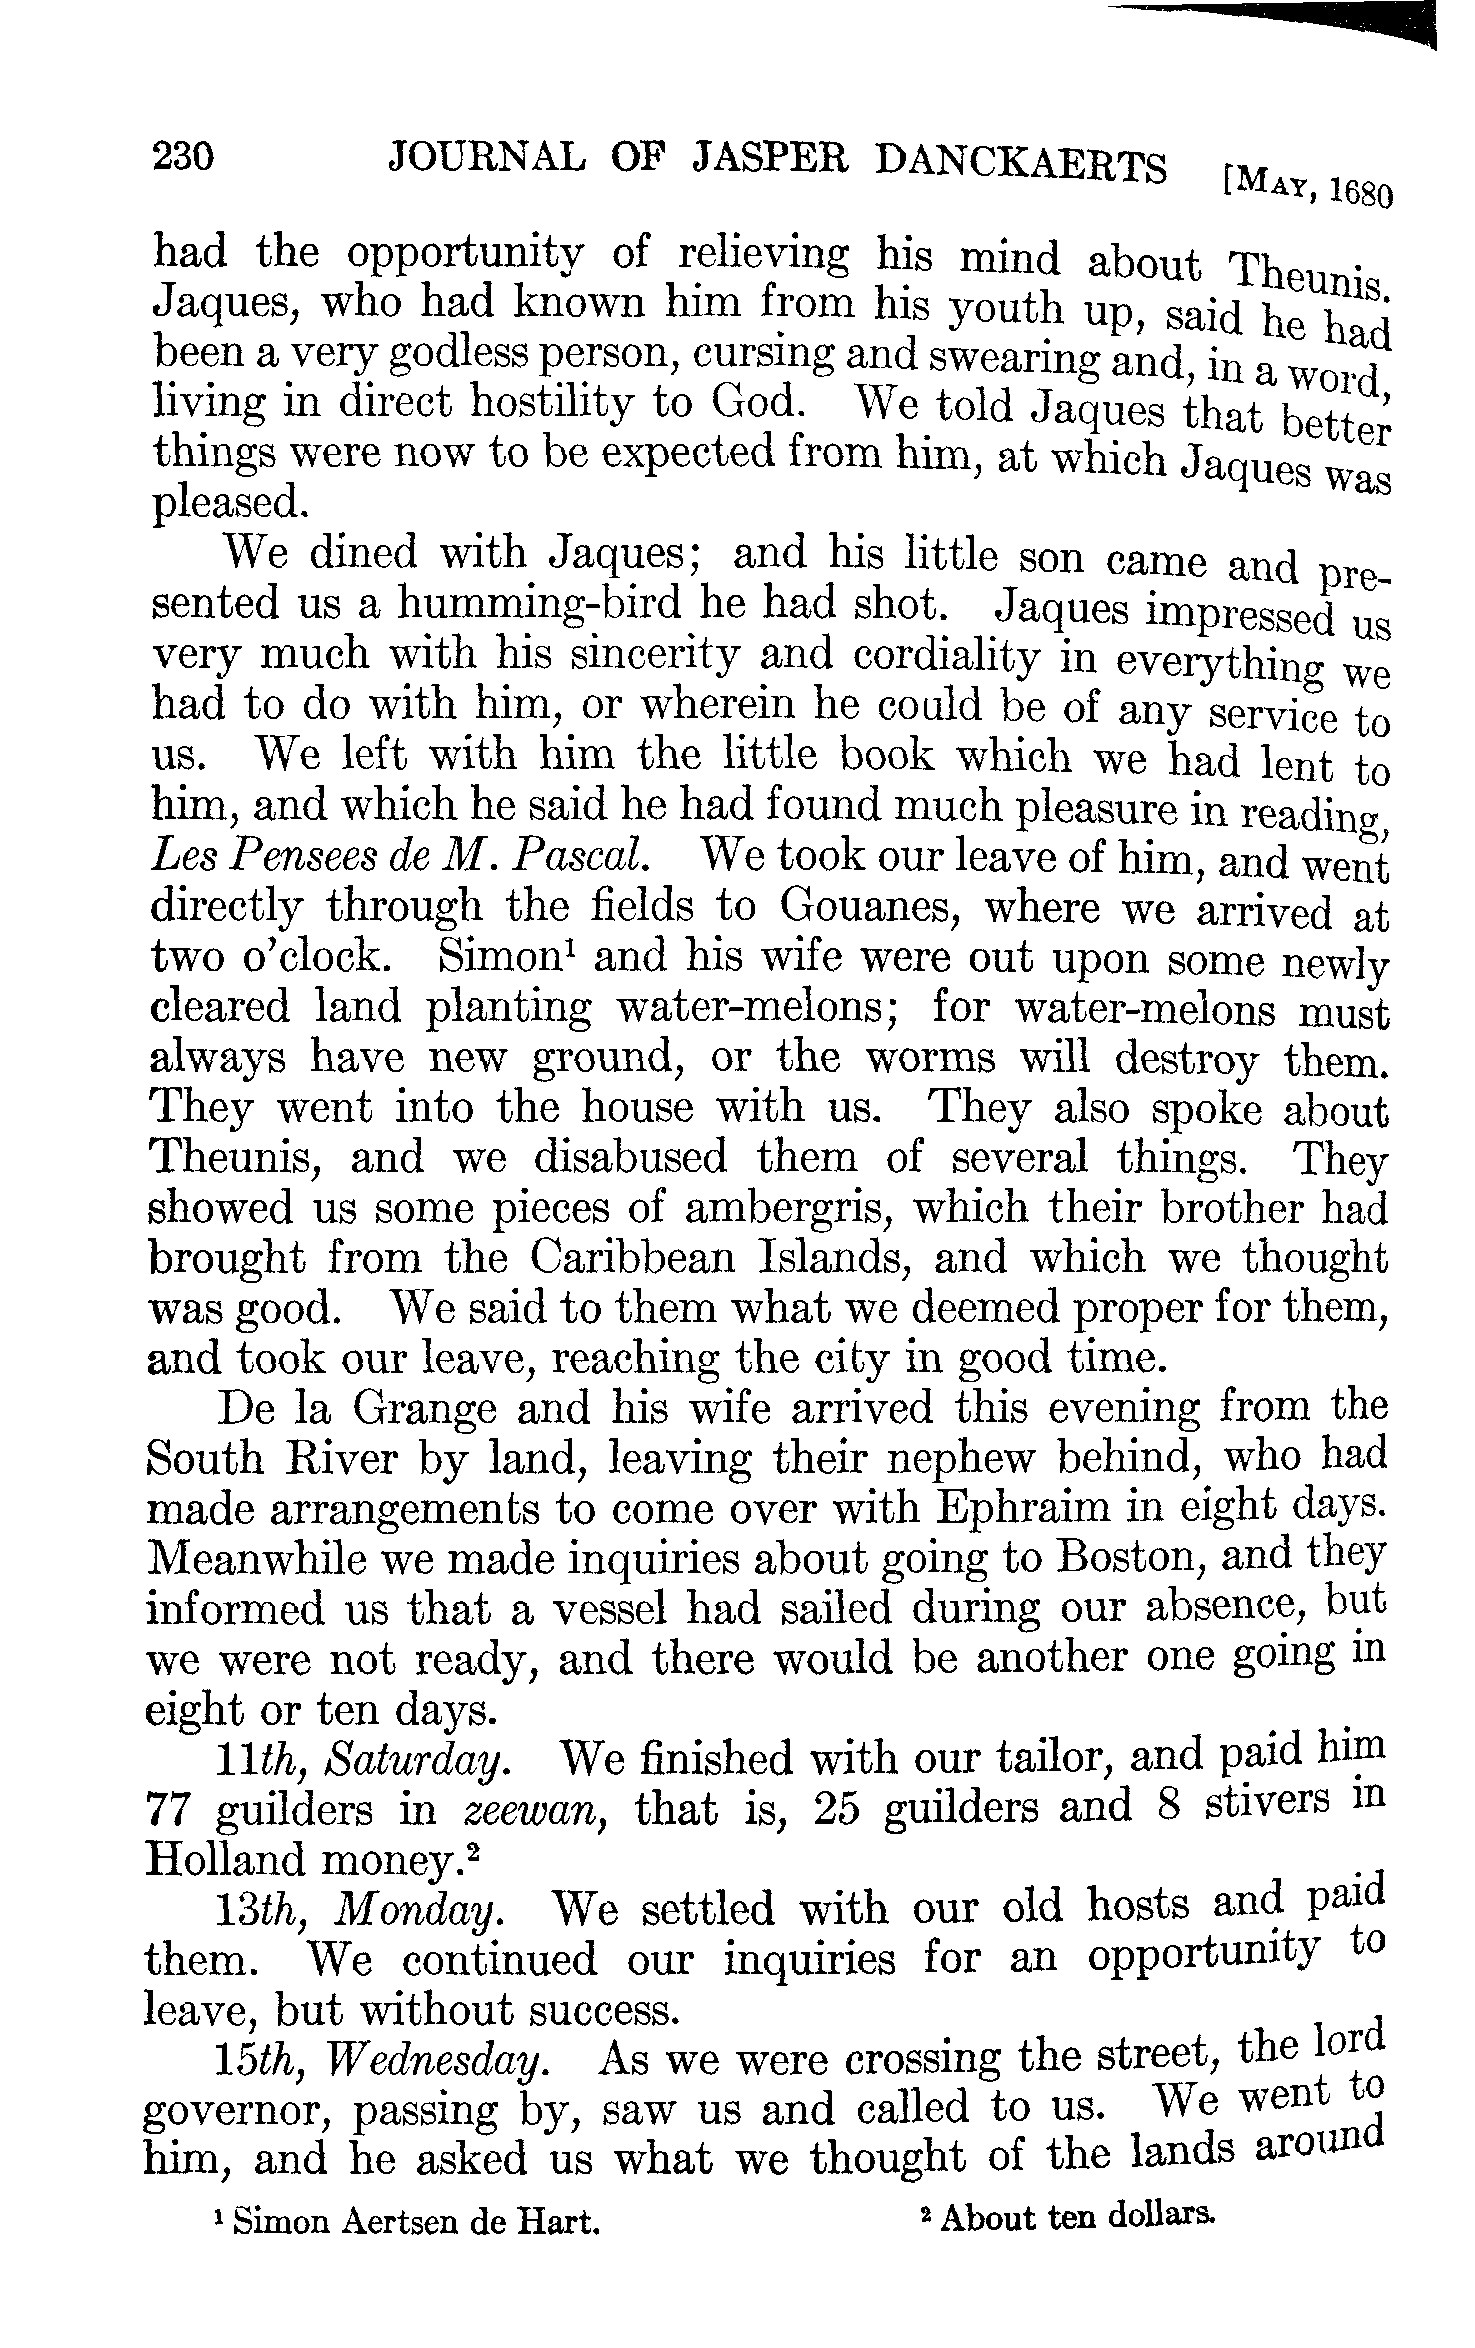 230 JOURNAL OF JASPER DANCKAERTS [MAY, 1680
had the opportunity of relieving his mind about Theunis.
Jaques, who had known him from his youth up, said he had
been a very godless person, cursing and swearing and, in a word,
living in direct hostility to God. We told Jaques that better
things were now to be expected from him, at which Jaques was
pleased.
We dined with Jaques; and his little son came and pre-
sented us a humming-bird he had shot. Jaques impressed us
very much with his sincerity and cordiality in everything we
had to do with him, or wherein he could be of any service to
us. We left with him the little book which we had lent to
him, and which he said he had found much pleasure in reading,
Les Pensees de M. Pascal. We took our leave of him, and went
directly through the fields to Gouanes, where we arrived at
two o'clock. Simon¹ and his wife were out upon some newly
cleared land planting water-melons; for water-melons must
always have new ground, or the worms will destroy them.
They went into the house with us. They also spoke about
Theunis, and we disabused them of several things. They
showed us some pieces of ambergris, which their brother had
brought from the Caribbean Islands, and which we thought
was good. We said to them what we deemed proper for them,
and took our leave, reaching the city in good time.
De la Grange and his wife arrived this evening from the
South River by land, leaving their nephew behind, who had
made arrangements to come over with Ephraim in eight days.
Meanwhile we made inquiries about going to Boston, and they
informed us that a vessel had sailed during our absence, but
we were not ready, and there would be another one going in
eight or ten days.
11th, Saturday. We finished with our tailor, and paid him
77 guilders in zeewan, that is, 25 guilders and 8 stivers in
Holland money.²
13th, Monday. We settled with our old hosts and paid
them. We continued our inquiries for an opportunity to
leave, but without success.
15th, Wednesday. As we were crossing the street, the lord
governor, passing by, saw us and called to us. We went to
him, and he asked us what we thought of the lands around
¹ Simon Aertsen de Hart. ² About ten dollars.